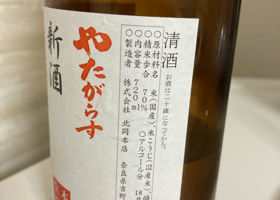 清酒
お酒は二十歳になってから。
○原材料名 米(国産)、米こうじ(国産米)、醸
○精米歩合 70% ○アルコール分 18
○内容量 720ml
○製造者 株式会社 北岡本店 奈良県吉野
やたがらす
新酒